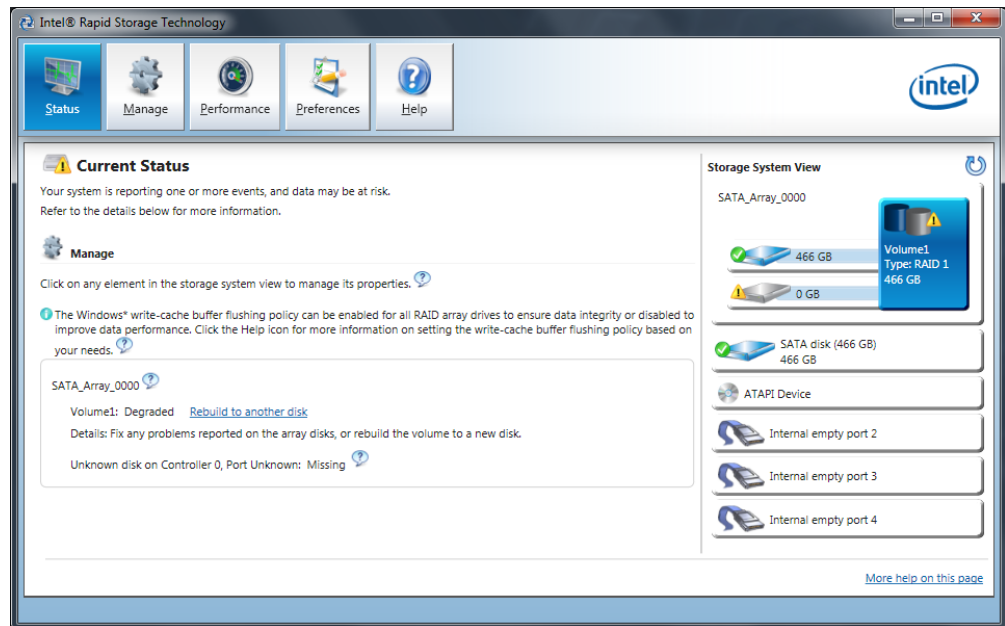 Intel® Rapid Storage Technology
Status
Manage
Performance
Preferences
Help
intel
Current Status
Your system is reporting one or more events, and data may be at risk.
Refer to the details below for more information.
Manage
Click on any element in the storage system view to manage its properties.
The Windows* write-cache buffer flushing policy can be enabled for all RAID array drives to ensure data integrity or disabled to
improve data performance. Click the Help icon for more information on setting the write-cache buffer flushing policy based on
your needs.
SATA_Array_0000
Volume1: Degraded Rebuild to another disk
Details: Fix any problems reported on the array disks, or rebuild the volume to a new disk.
Unknown disk on Controller 0, Port Unknown: Missing
Storage System View
SATA_Array_0000
466 GB
0 GB
Volume1
Type: RAID 1
466 GB
SATA disk (466 GB)
466 GB
ATAPI Device
Internal empty port 2
Internal empty port 3
Internal empty port 4
More help on this page